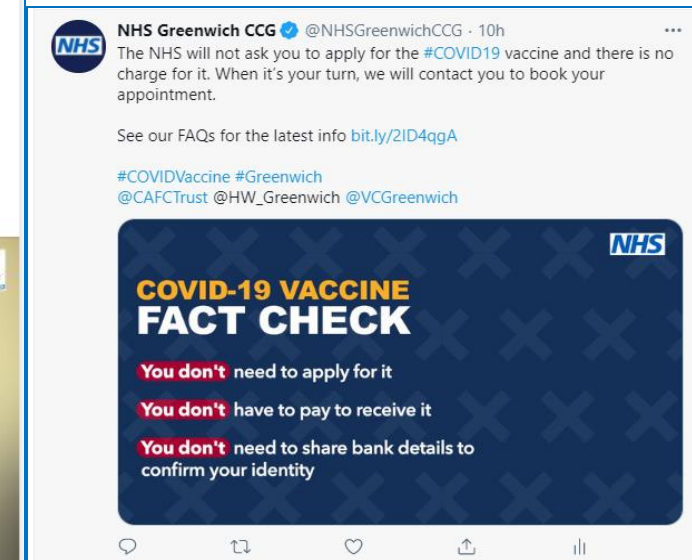 NHS
NHS Greenwich CCG @NHSGreenwichCCG · 10h
The NHS will not ask you to apply for the #COVID19 vaccine and there is no
charge for it. When it's your turn, we will contact you to book your
appointment.
See our FAQs for the latest info bit.ly/2ID4qgA
#COVIDVaccine #Greenwich
@CAFCTrust @HW_Greenwich @VCGreenwich
NHS
COVID-19 VACCINE
FACT CHECK
You don't need to apply for it
You don't have to pay to receive it
You don't need to share bank details to
confirm your identity